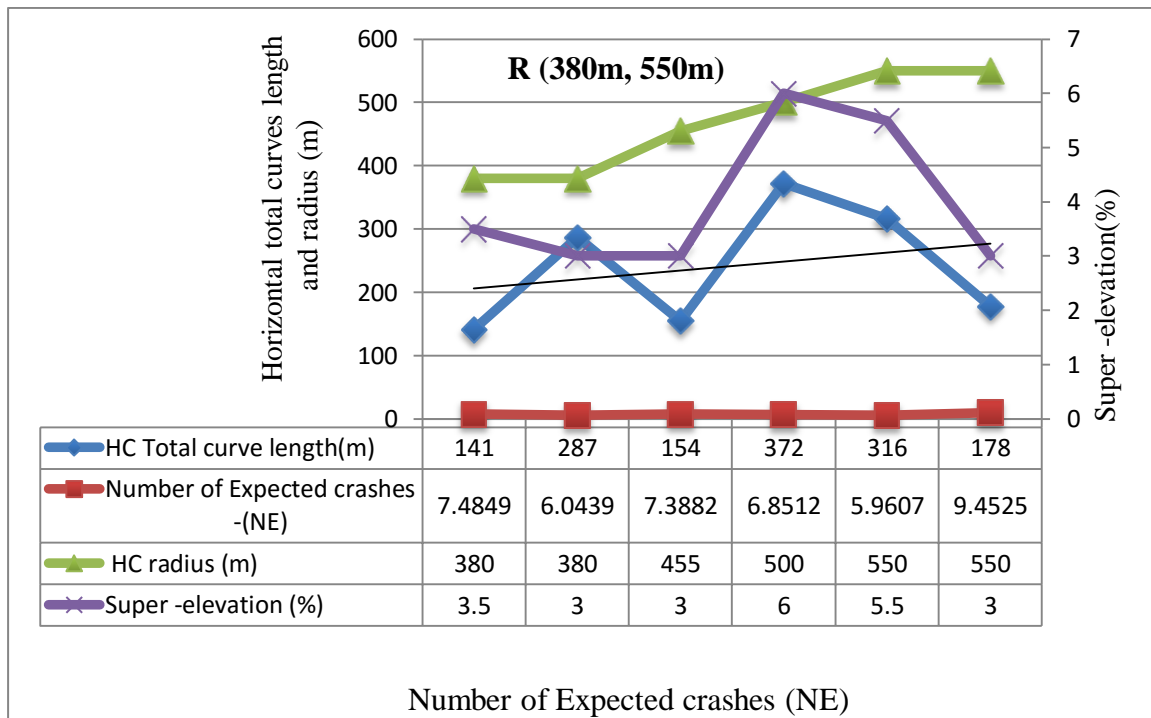 R (380m, 550m)
Horizontal total curves length
and radius (m)
600
500
400
300
200
100
0
7
6
5
4
3
2
1
0
Super -elevation(%)
HC Total curve length(m) 141 287 154 372 316 178
Number of Expected crashes
-(NE) 7.4849 6.0439 7.3882 6.8512 5.9607 9.4525
HC radius (m) 380 380 455 500 550 550
Super -elevation (%) 3.5 3 3 6 5.5 3
Number of Expected crashes (NE)